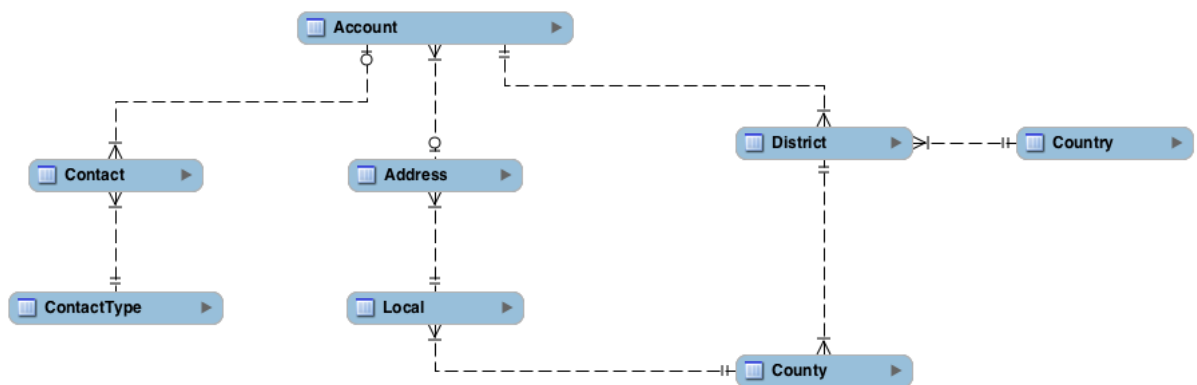 Account
District
Country
Contact
Address
ContactType
Local
County